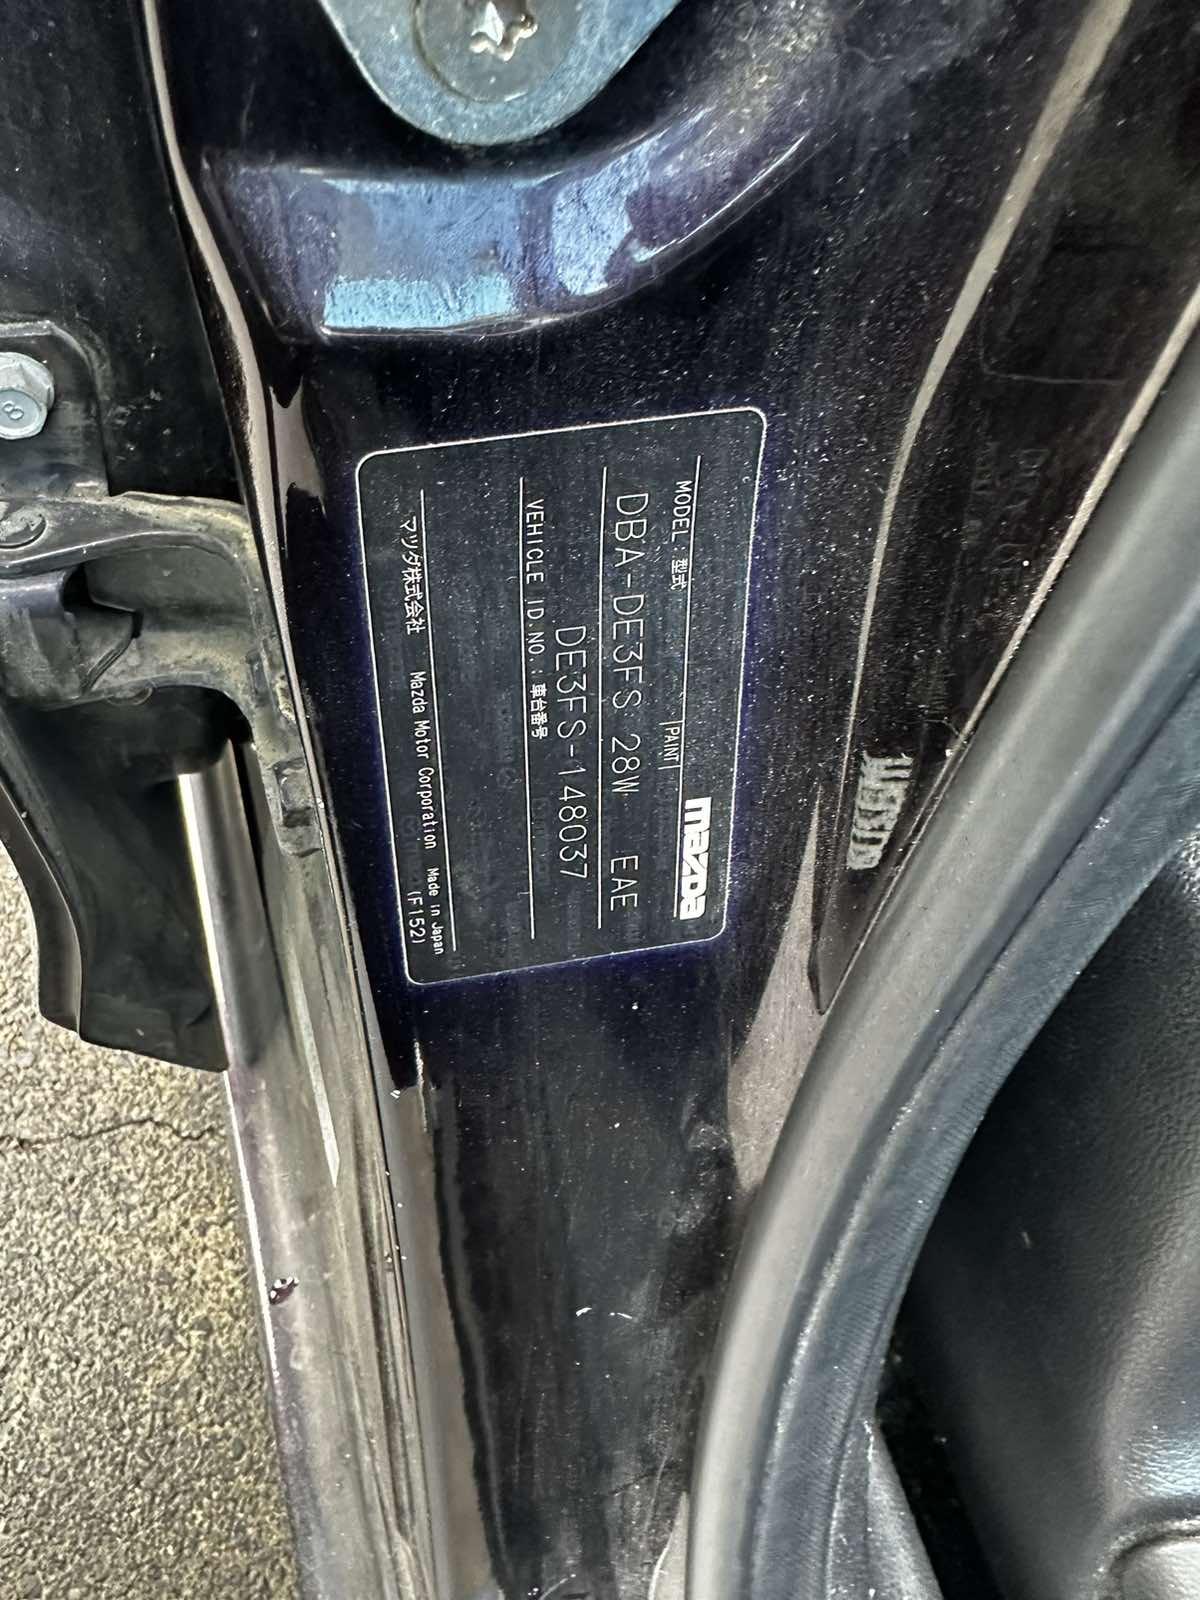 mazda
MODEL:型式 PAINT
DBA-DE3FS 28W EAE
DE3FS-148037
VEHICLE ID.NO.:車台番号
マツダ株式会社 Mazda Motor Corporation Made in Japan
(F152)
8